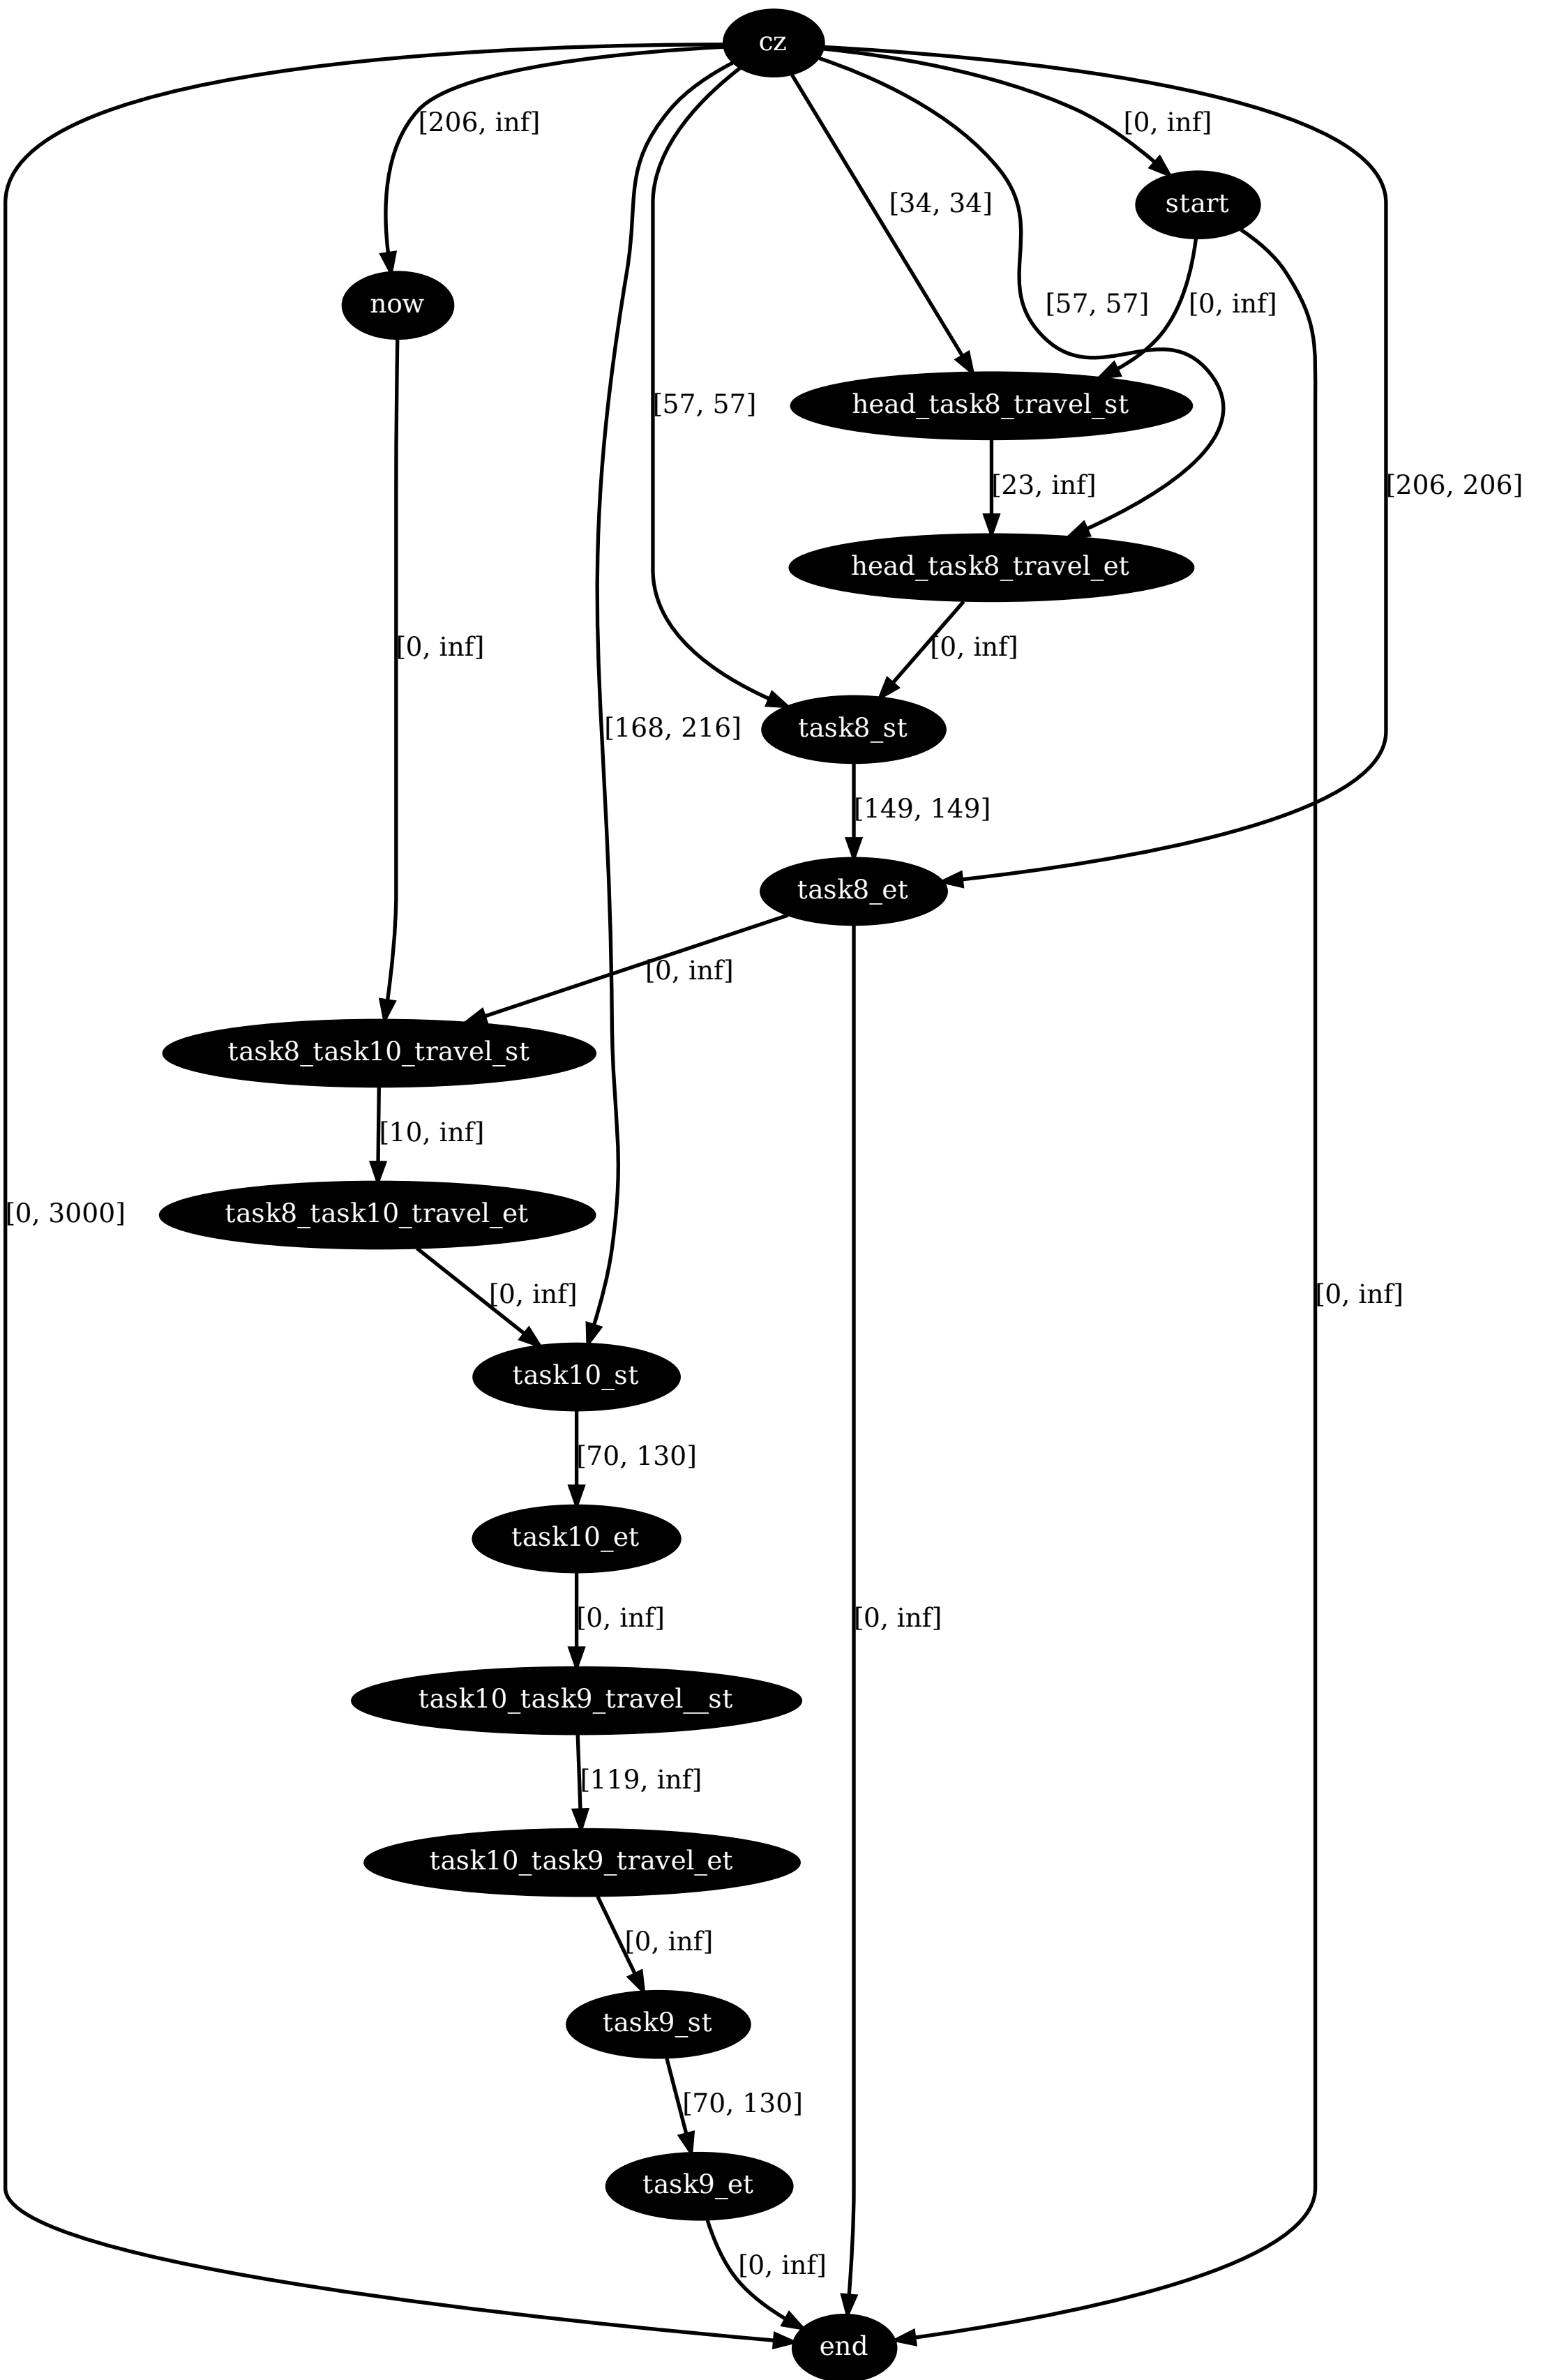 cz
[206, inf]
[0, inf]
[34, 34]
start
[57, 57]
[0, inf]
now
[57, 57]
head_task8_travel_st
[23, inf]
[206, 206]
head_task8_travel_et
[0, inf]
[0, inf]
[168, 216]
task8_st
[149, 149]
task8_et
[0, inf]
task8_task10_travel_st
[10, inf]
[0, 3000]
task8_task10_travel_et
[0, inf]
[0, inf]
task10_st
[70, 130]
task10_et
[0, inf]
[0, inf]
task10_task9_travel__st
[119, inf]
task10_task9_travel_et
[0, inf]
task9_st
[70, 130]
task9_et
[0, inf]
end